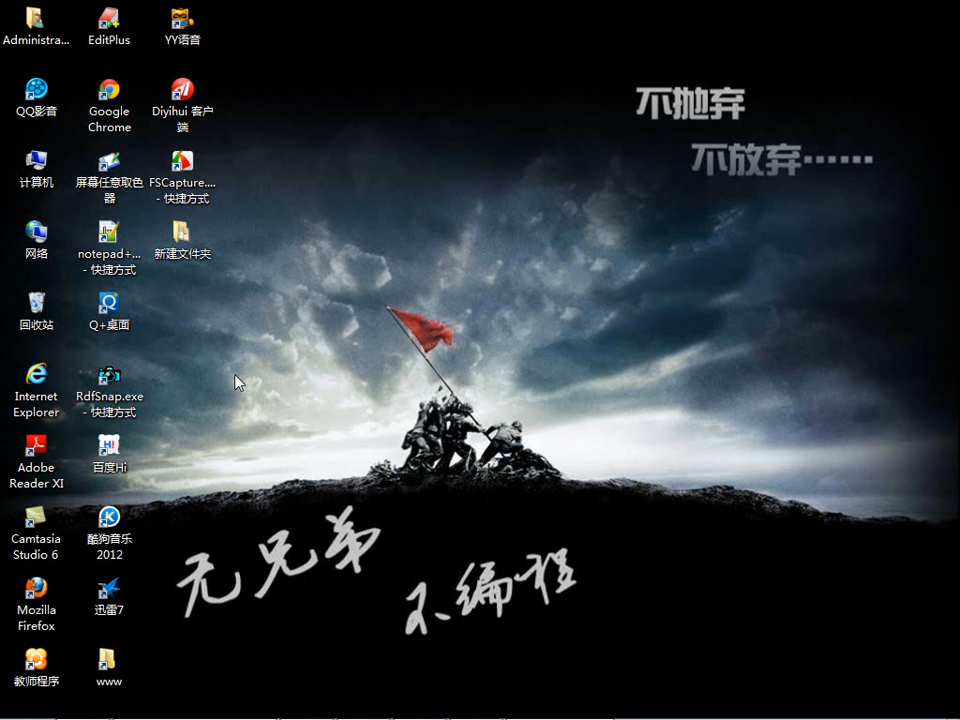 Administra...
EditPlus
YY语音
QQ影音
Google
Chrome
Diyihui 客户
端
计算机
屏幕任意取色
器
FSCapture....
- 快捷方式
网络
notepad+...
- 快捷方式
新建文件夹
回收站
Q+桌面
Internet
Explorer
RdfSnap.exe
- 快捷方式
Adobe
Reader XI
百度Hi
Camtasia
Studio 6
酷狗音乐
2012
Mozilla
Firefox
迅雷7
教师程序
www
不抛弃
不放弃······
无兄弟
不编程